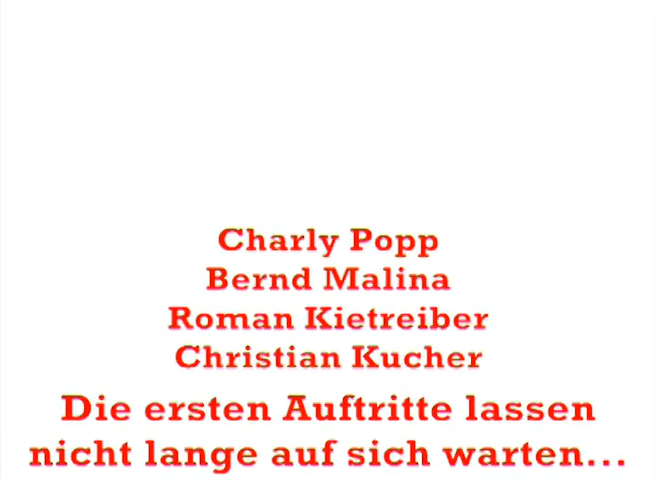 Charly Popp
Bernd Malina
Roman Kietreiber
Christian Kucher
Die ersten Auftritte lassen
nicht lange auf sich warten...